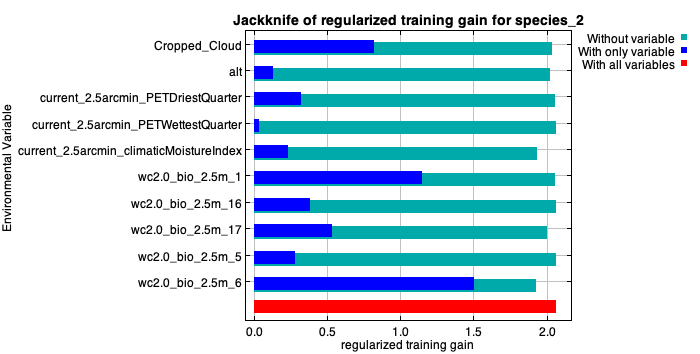 Jackknife of regularized training gain for species_2
Without variable
With only variable
With all variables
Environmental Variable
Cropped_Cloud
alt
current_2.5arcmin_PETDriestQuarter
current_2.5arcmin_PETWettestQuarter
current_2.5arcmin_climaticMoistureIndex
wc2.0_bio_2.5m_1
wc2.0_bio_2.5m_16
wc2.0_bio_2.5m_17
wc2.0_bio_2.5m_5
wc2.0_bio_2.5m_6
0.0 0.5 1.0 1.5 2.0
regularized training gain